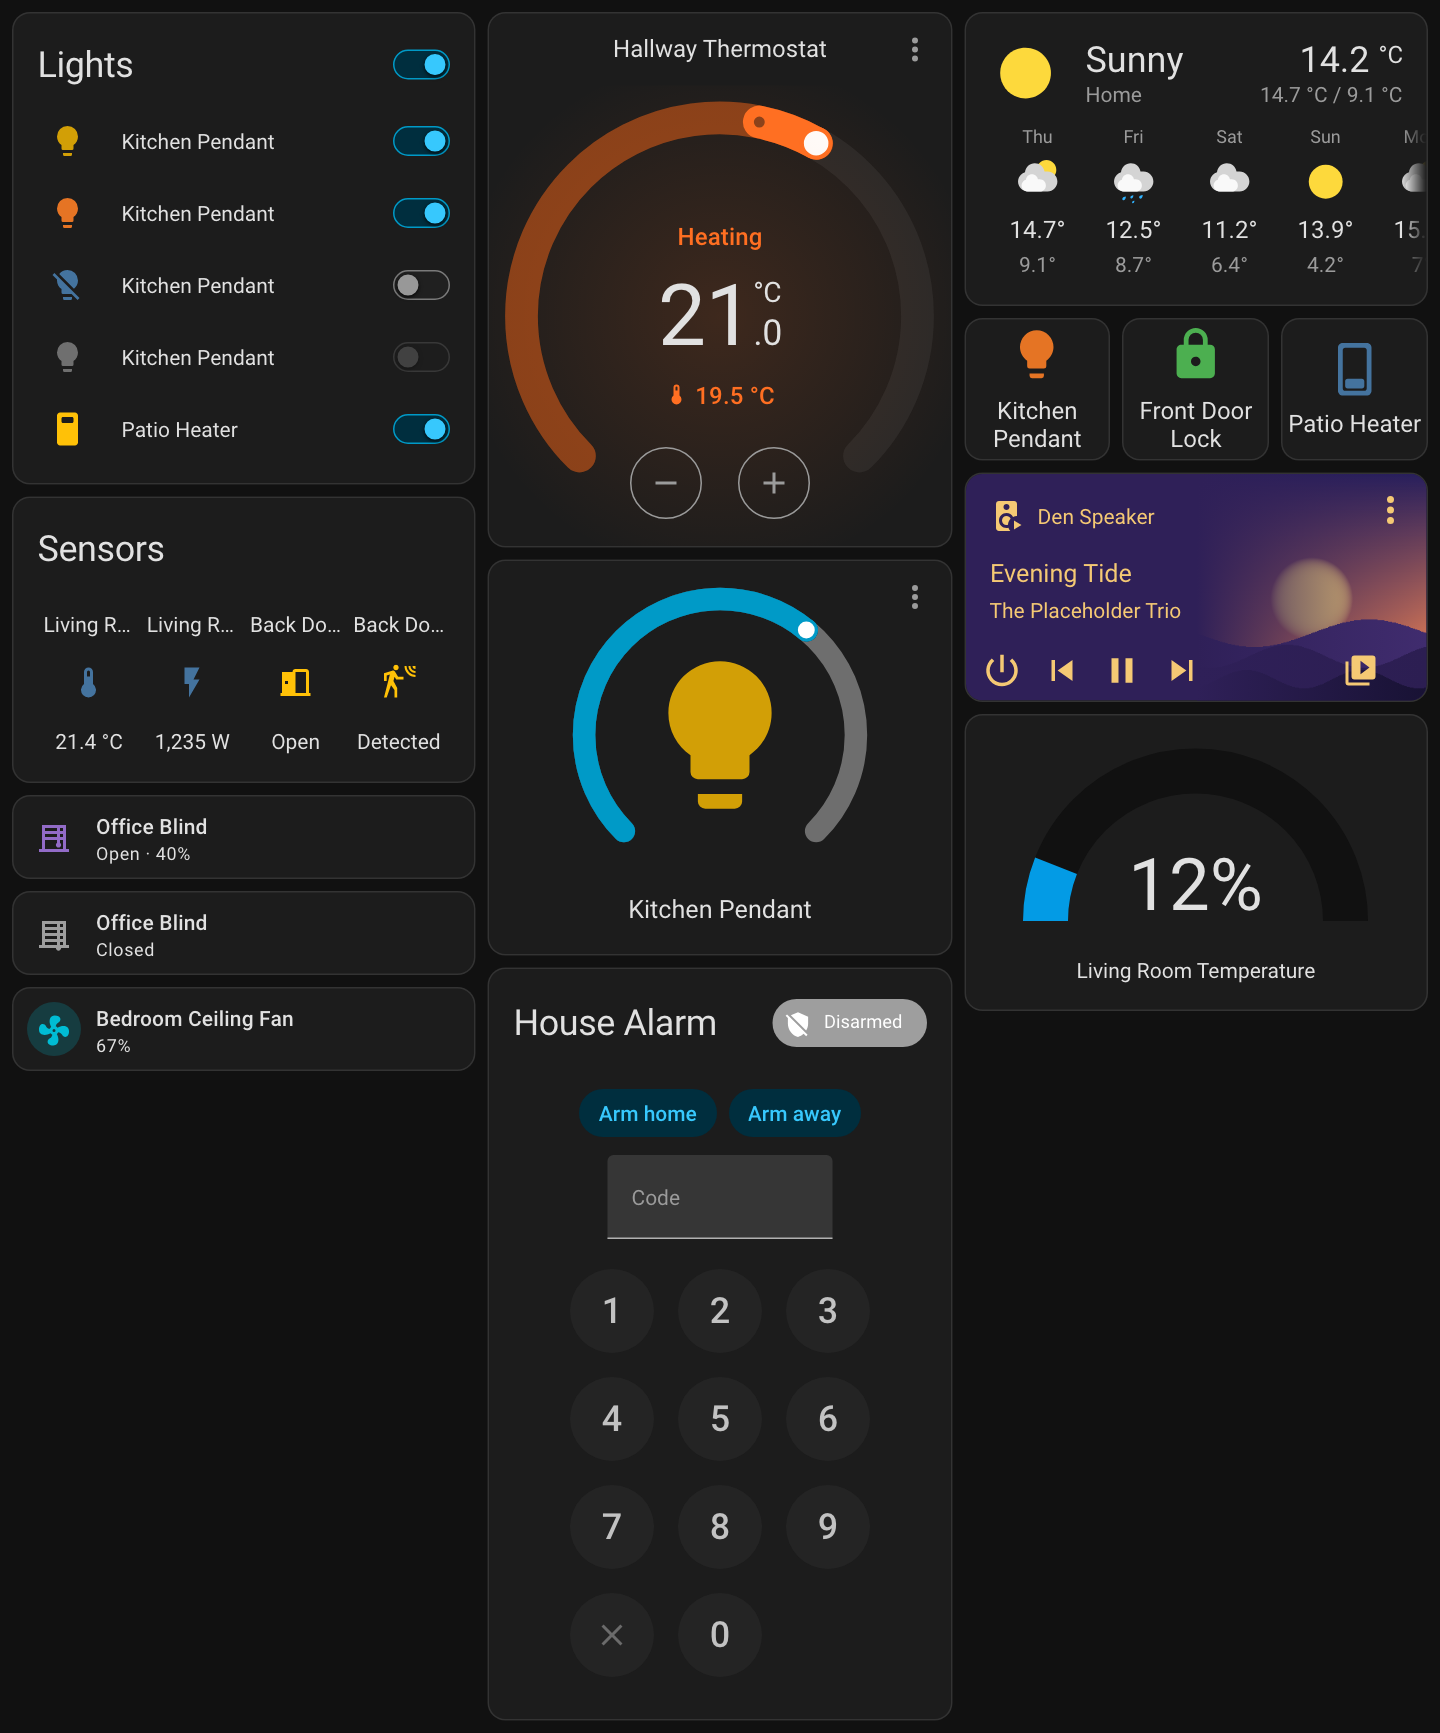 Lights
Kitchen Pendant
Kitchen Pendant
Kitchen Pendant
Kitchen Pendant
Patio Heater
Sensors
Living R... Living R... Back Do... Back Do...
21.4 °C 1,235 W Open Detected
Office Blind
Open · 40%
Office Blind
Closed
Bedroom Ceiling Fan
67%
Hallway Thermostat
Heating
21.0 °C
19.5 °C
Kitchen Pendant
House Alarm
Disarmed
Arm home Arm away
Code
1 2 3
4 5 6
7 8 9
0
Sunny 14.2 °C
Home 14.7 °C / 9.1 °C
Thu Fri Sat Sun
14.7° 12.5° 11.2° 13.9°
9.1° 8.7° 6.4° 4.2°
Kitchen
Pendant
Front Door
Lock
Patio Heater
Den Speaker
Evening Tide
The Placeholder Trio
12%
Living Room Temperature